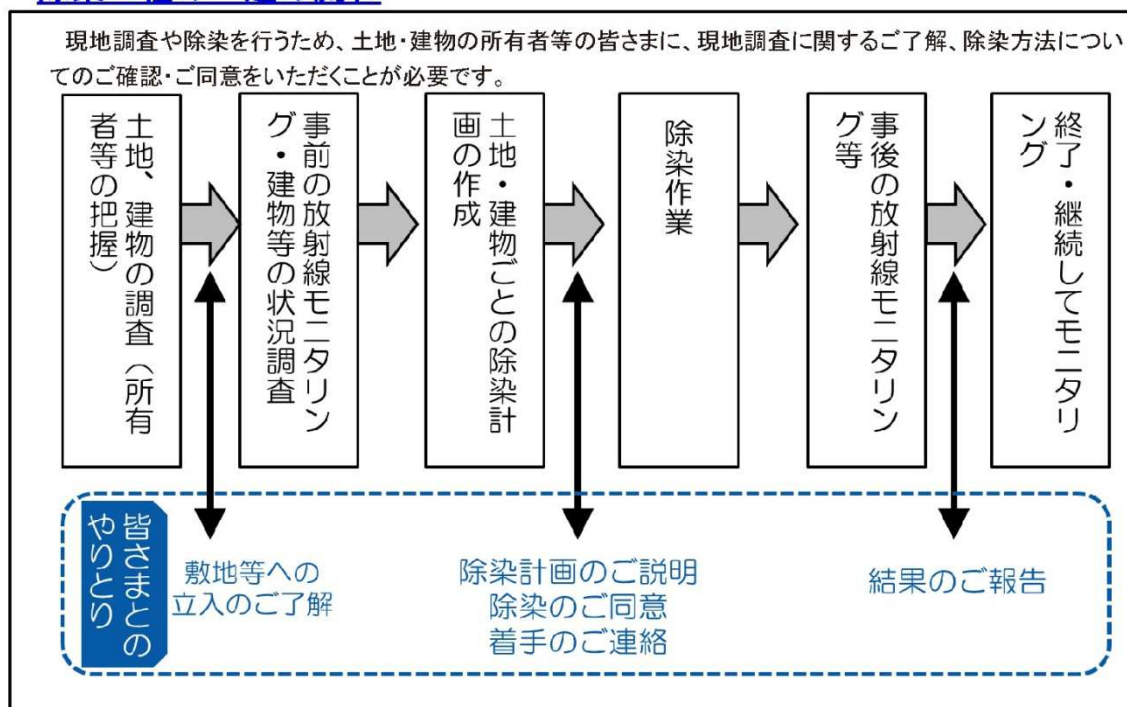 現地調査や除染を行うため、土地・建物の所有者等の皆さまに、現地調査に関するご了解、除染方法につい
てのご確認・ご同意をいただくことが必要です。
土地、建物の調査（所有
者等の把握）
事前の放射線モニタリン
グ・建物等の状況調査
土地・建物ごとの除染計
画の作成
除染作業
事後の放射線モニタリン
グ等
終了・継続してモニタリ
ング
皆さまとの
やりとり
敷地等への
立入のご了解
除染計画のご説明
除染のご同意
着手のご連絡
結果のご報告